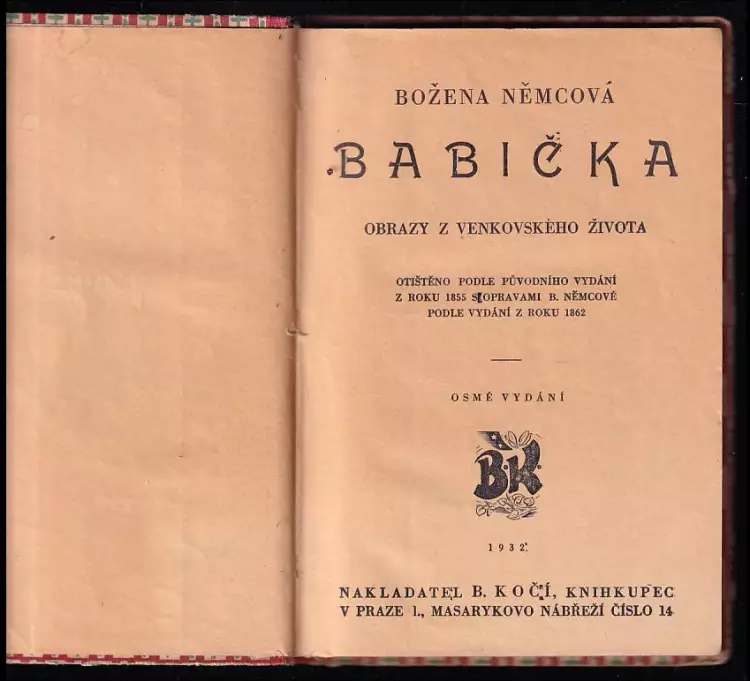 BOŽENA NĚMCOVÁ
BABIČKA
OBRAZY Z VENKOVSKÉHO ŽIVOTA
OTIŠTĚNO PODLE PŮVODNÍHO VYDÁNÍ
Z ROKU 1855 S OPRAVAMI B. NĚMCOVÉ
PODLE VYDÁNÍ Z ROKU 1862
OSMÉ VYDÁNÍ
B.K.
1932.
NAKLADATEL B. KOČÍ, KNIHKUPEC
V PRAZE I., MASARYKOVO NÁBŘEŽÍ ČÍSLO 14